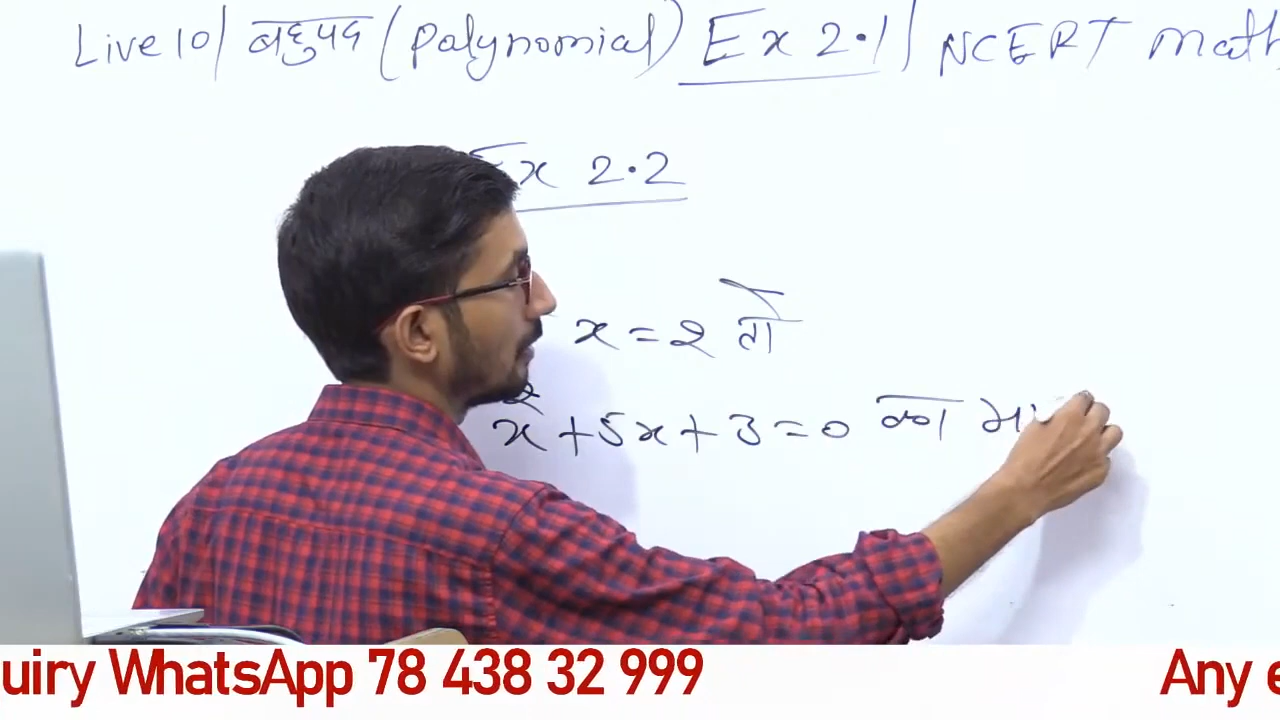 Live 10 | बहुपद (Polynomial) Ex 2.1 | NCERT Math
Ex 2.2
x = 2 तो
x² + 5x + 3 = 0 का मा
uiry WhatsApp 78 438 32 999 Any e